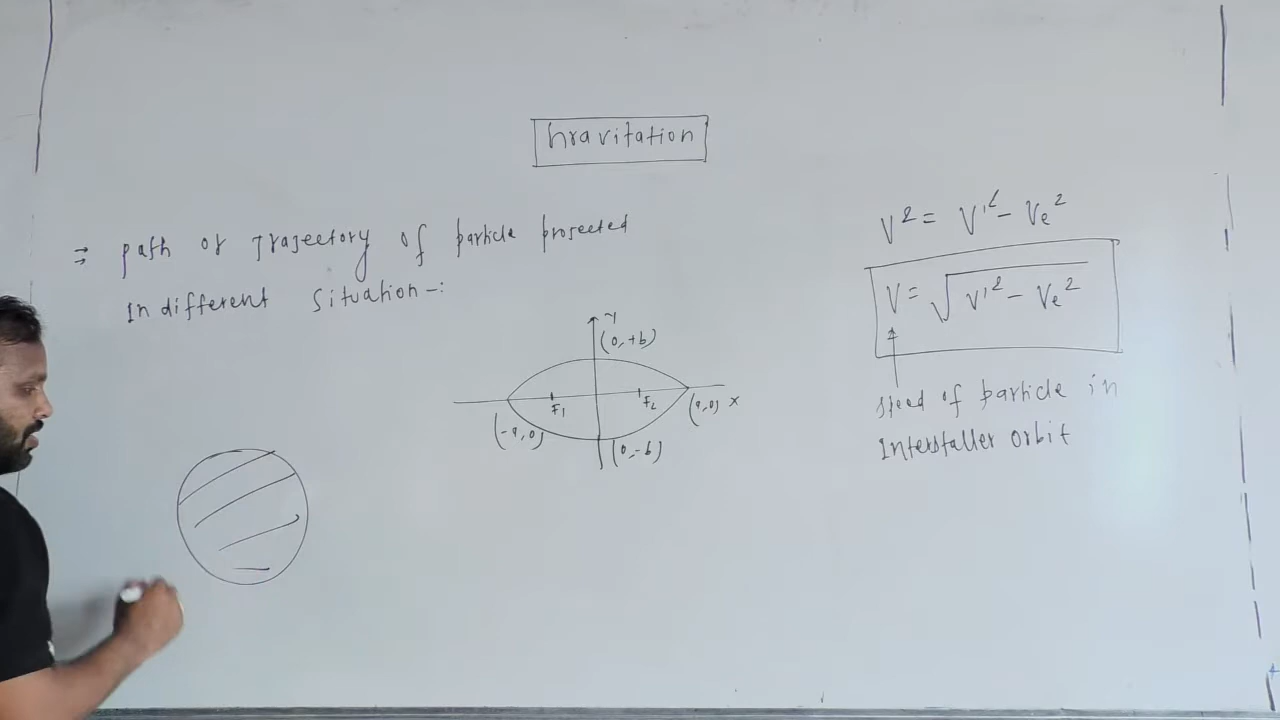 Gravitation
⇒ path or Trajectory of particle projected
In different Situation -:
y
(0, +b)
F₁
F₂
(a, 0) x
(-a, 0)
(0, -b)
V² = V'² - Ve²
V = √V'² - Ve²
speed of particle in
Interstaller orbit